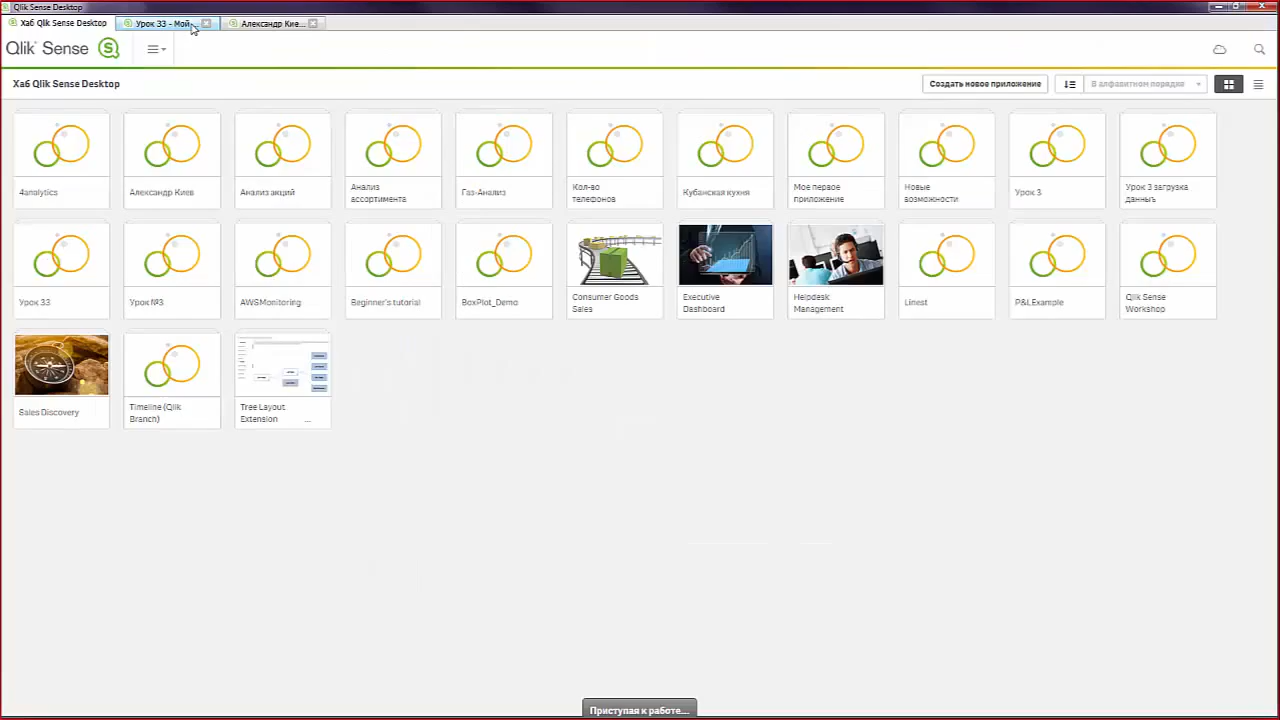 Qlik Sense Desktop
Хаб Qlik Sense Desktop
Урок 33 - Мой...
Александр Кие...
Qlik Sense
Хаб Qlik Sense Desktop
Создать новое приложение
В алфавитном порядке
4analytics
Александр Киев
Анализ акций
Анализ
ассортимента
Газ-Анализ
Кол-во
телефонов
Кубанская кухня
Мое первое
приложение
Новые
возможности
Урок 3
Урок 3 загрузка
данныъ
Урок 33
Урок №3
AWSMonitoring
Beginner's tutorial
BoxPlot_Demo
Consumer Goods
Sales
Executive
Dashboard
Helpdesk
Management
Linest
P&LExample
Qlik Sense
Workshop
Sales Discovery
Timeline (Qlik
Branch)
Tree Layout
Extension ...
Приступая к работе...